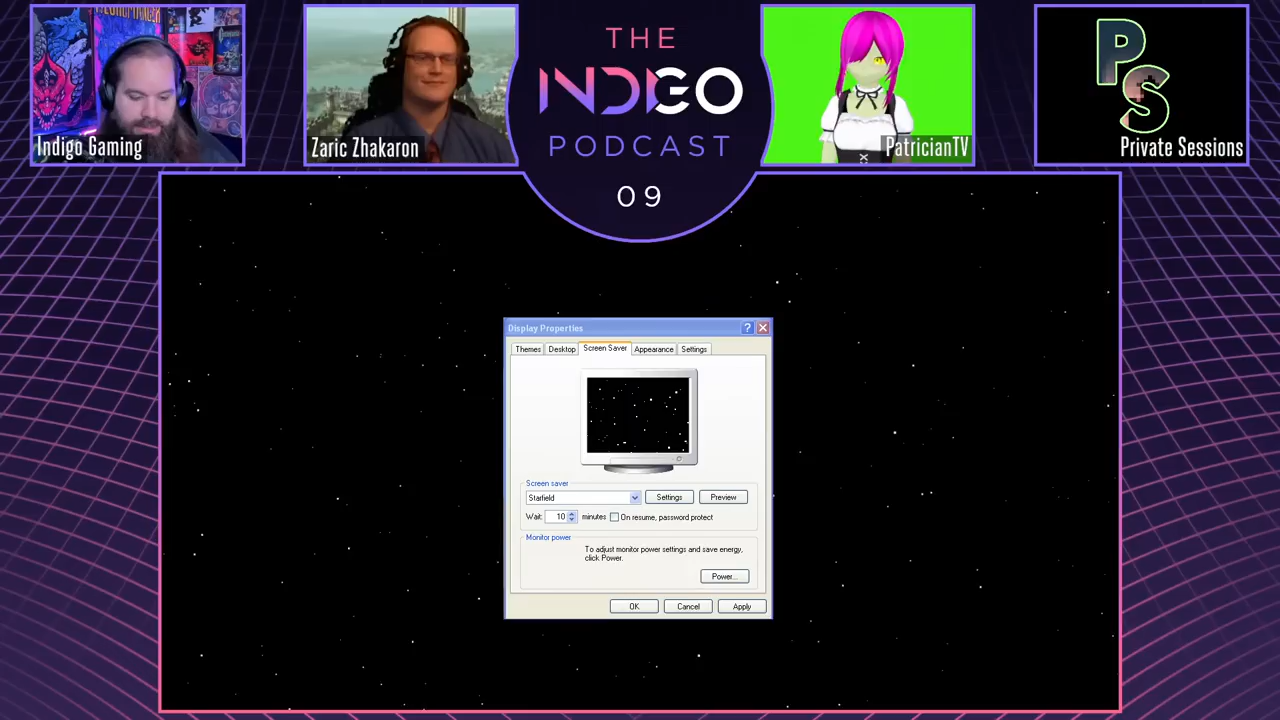 THE
INDIGO
PODCAST
09
Indigo Gaming
Zaric Zhakaron
PatricianTV
PS
Private Sessions
Display Properties
Themes Desktop Screen Saver Appearance Settings
Screen saver
Starfield Settings Preview
Wait: 10 minutes On resume, password protect
Monitor power
To adjust monitor power settings and save energy,
click Power.
Power...
OK Cancel Apply